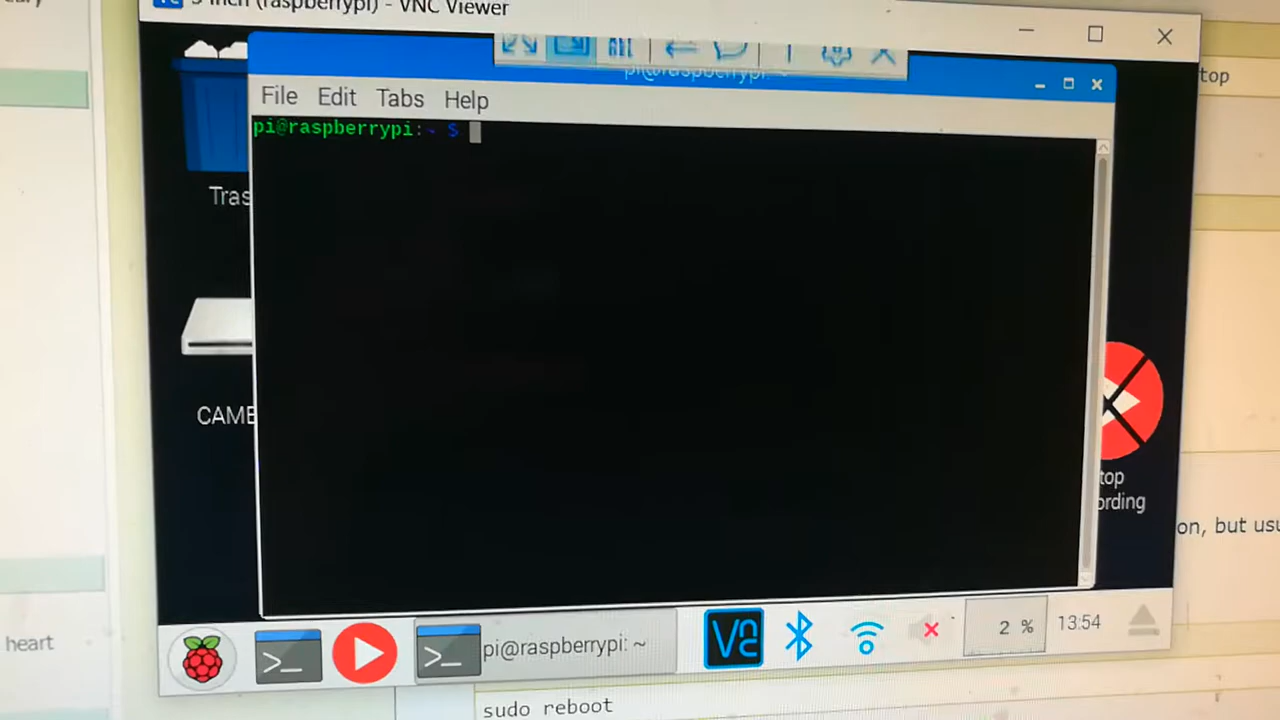 (raspberrypi) - VNC Viewer
top
pi@raspberrypi: ~
File Edit Tabs Help
pi@raspberrypi:~ $
Tras
CAME
top
ording
on, but usu
heart
>_
>_ pi@raspberrypi: ~
2 %
13:54
sudo reboot